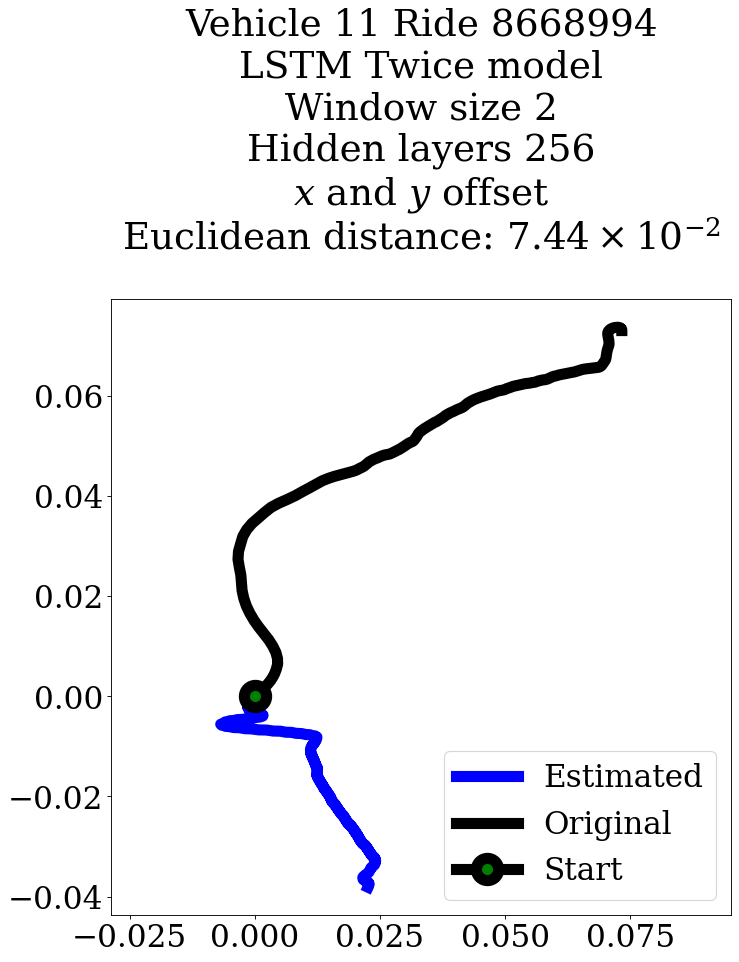 Vehicle 11 Ride 8668994
LSTM Twice model
Window size 2
Hidden layers 256
x and y offset
Euclidean distance: 7.44 × 10⁻²
0.06
0.04
0.02
0.00
−0.02
−0.04
Estimated
Original
Start
−0.025 0.000 0.025 0.050 0.075